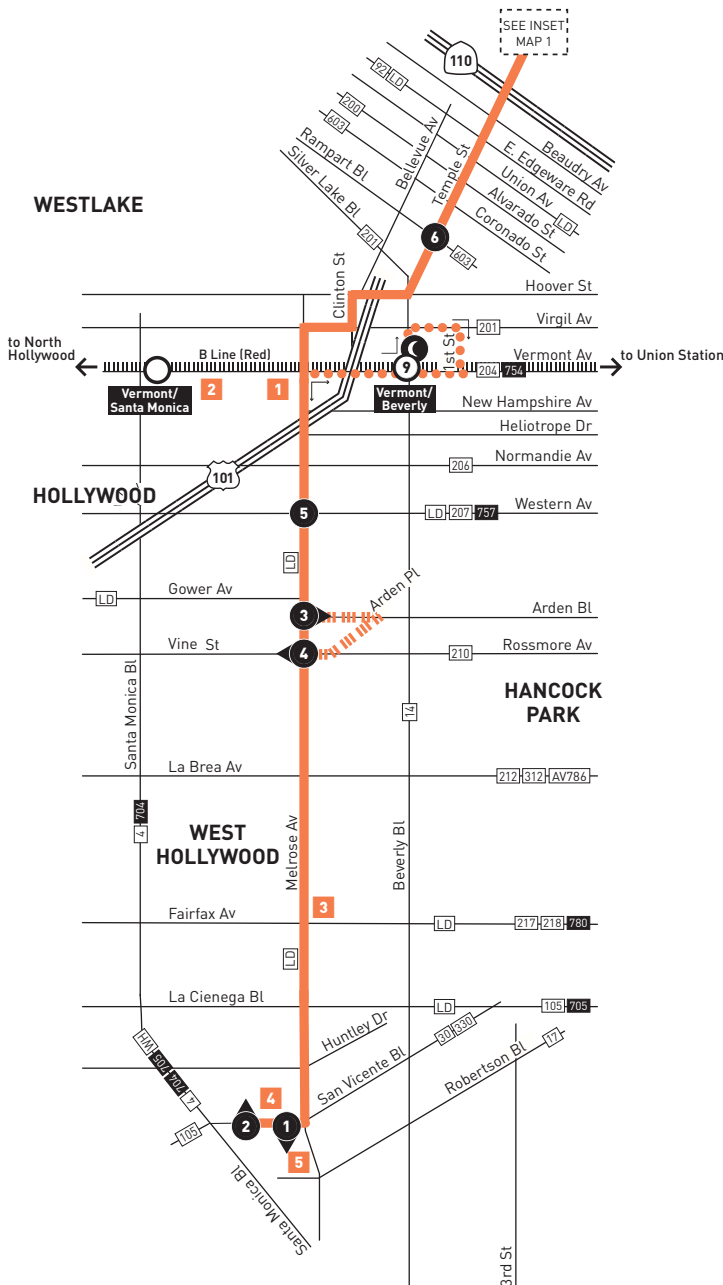 SEE INSET
MAP 1
110
92 LD
200
603
Beaudry Av
E. Edgeware Rd
Union Av
LD
Alvarado St
Coronado St
Rampart Bl
Silver Lake Bl
201
Bellevue Av
Temple St
6
603
WESTLAKE
Clinton St
Hoover St
Virgil Av
201
1st St
to North
Hollywood
B Line (Red)
Vermont Av
to Union Station
9
204 754
Vermont/
Santa Monica
2
1
Vermont/
Beverly
New Hampshire Av
Heliotrope Dr
206
Normandie Av
101
HOLLYWOOD
5
LD 207 757
Western Av
LD
Gower Av
LD
Arden Pl
3
Arden Bl
Vine St
4
210
Rossmore Av
Santa Monica Bl
HANCOCK
PARK
14
La Brea Av
212 312 AV786
4 704
WEST
HOLLYWOOD
Melrose Av
Beverly Bl
3
Fairfax Av
LD
217 218 780
LD
La Cienega Bl
LD
105 705
Huntley Dr
WH 705 704 4
San Vicente Bl
30 330
Robertson Bl
17
4
105
2
1
5
Santa Monica Bl
3rd St